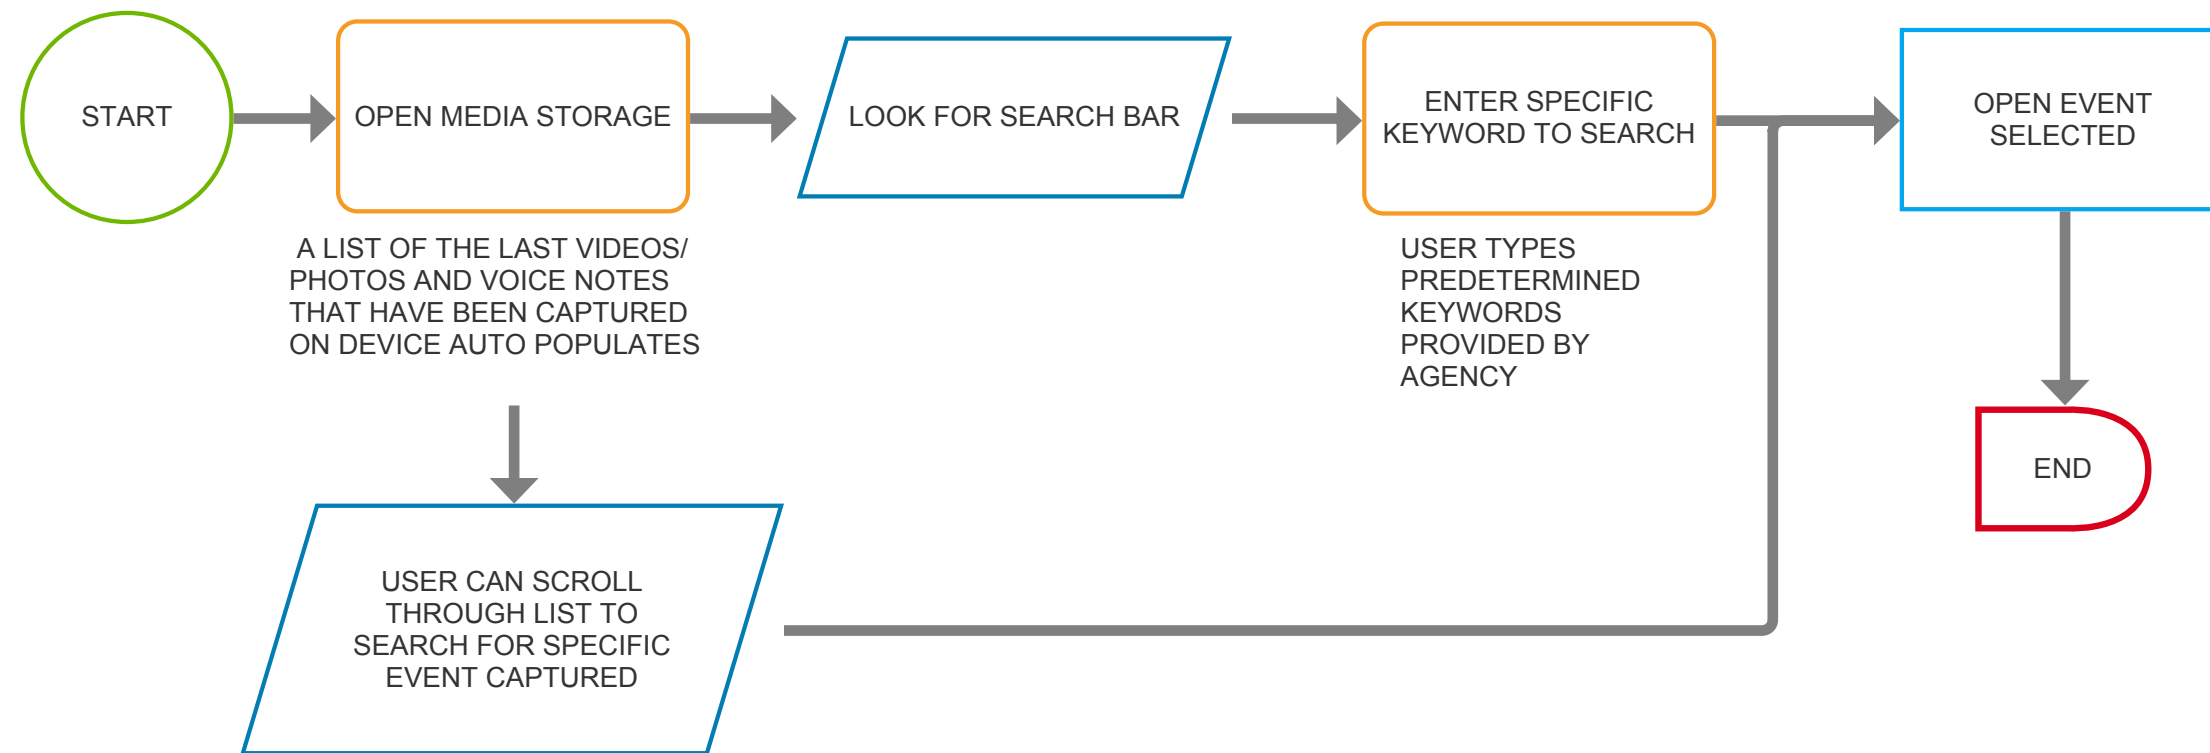 START
OPEN MEDIA STORAGE
LOOK FOR SEARCH BAR
ENTER SPECIFIC
KEYWORD TO SEARCH
OPEN EVENT
SELECTED
A LIST OF THE LAST VIDEOS/
PHOTOS AND VOICE NOTES
THAT HAVE BEEN CAPTURED
ON DEVICE AUTO POPULATES
USER TYPES
PREDETERMINED
KEYWORDS
PROVIDED BY
AGENCY
END
USER CAN SCROLL
THROUGH LIST TO
SEARCH FOR SPECIFIC
EVENT CAPTURED